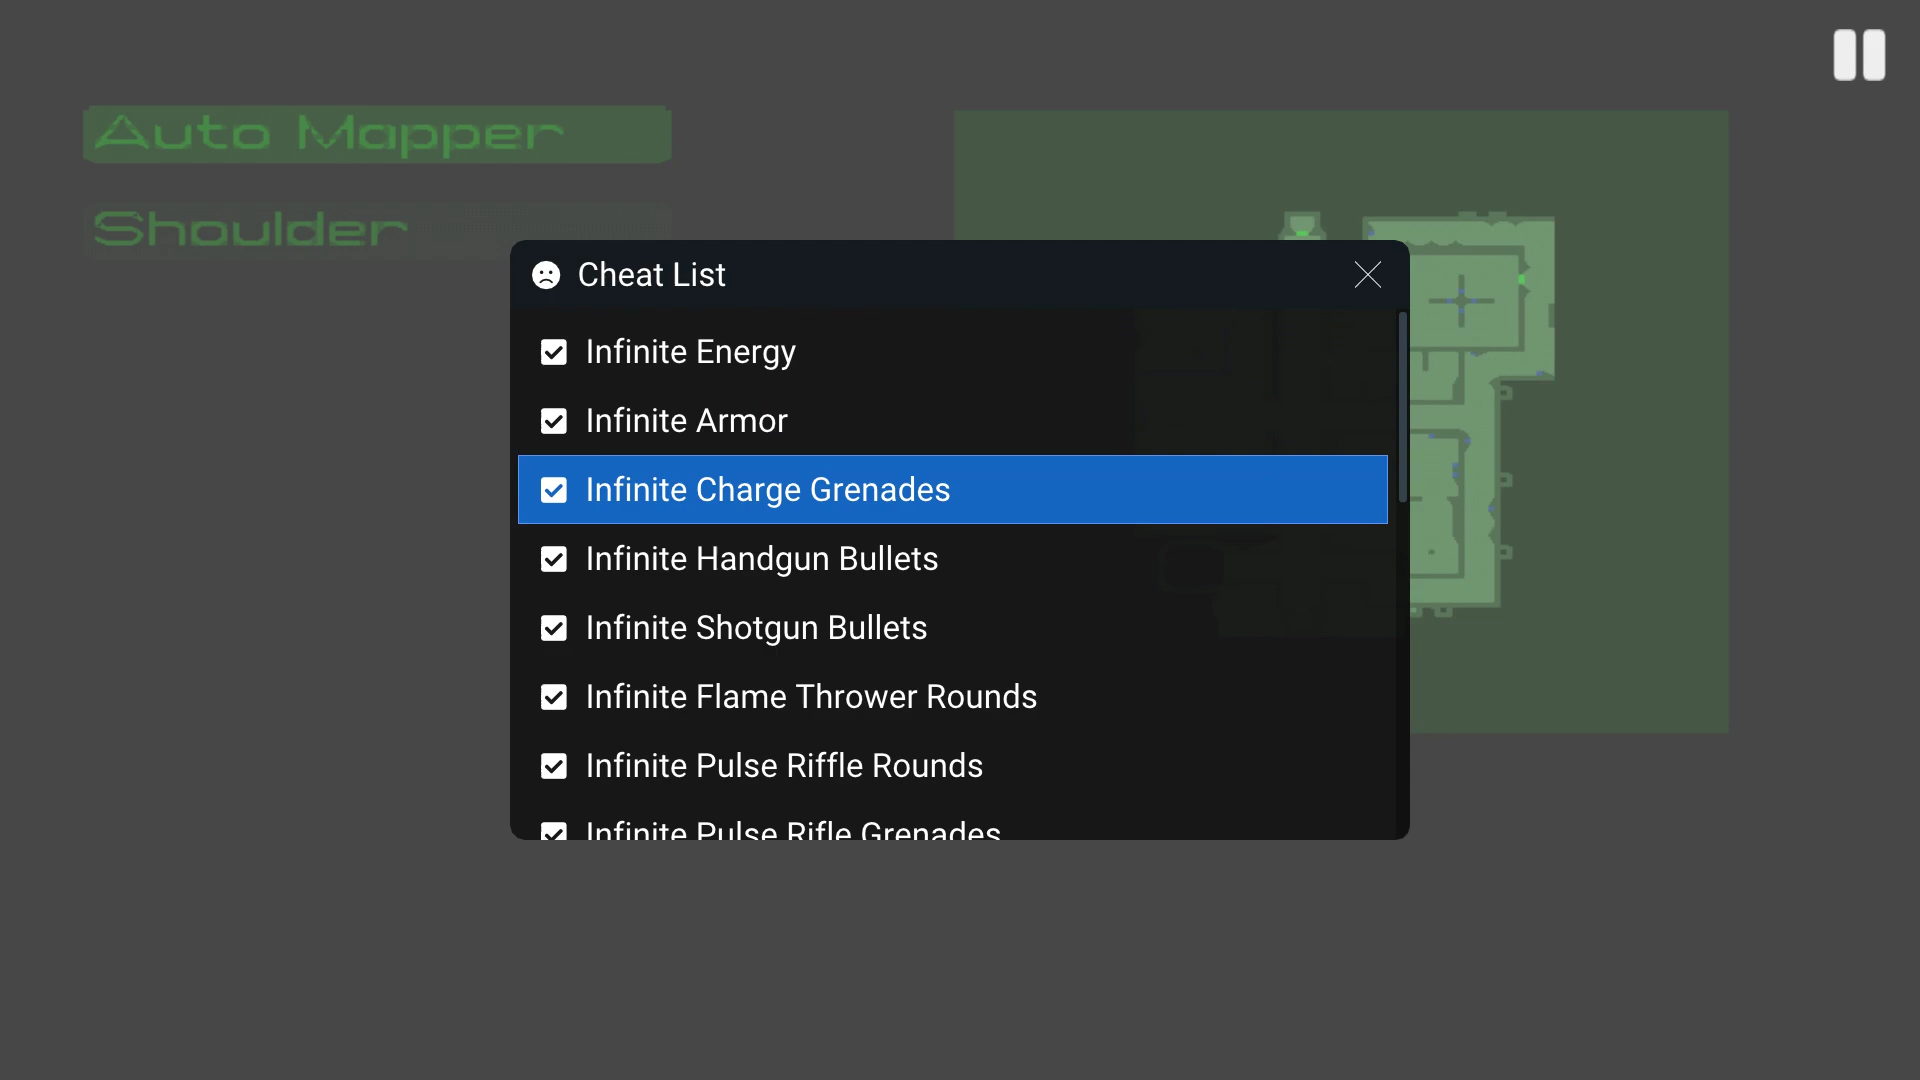 Auto Mapper
Shoulder
Cheat List
Infinite Energy
Infinite Armor
Infinite Charge Grenades
Infinite Handgun Bullets
Infinite Shotgun Bullets
Infinite Flame Thrower Rounds
Infinite Pulse Riffle Rounds
Infinite Pulse Rifle Grenades